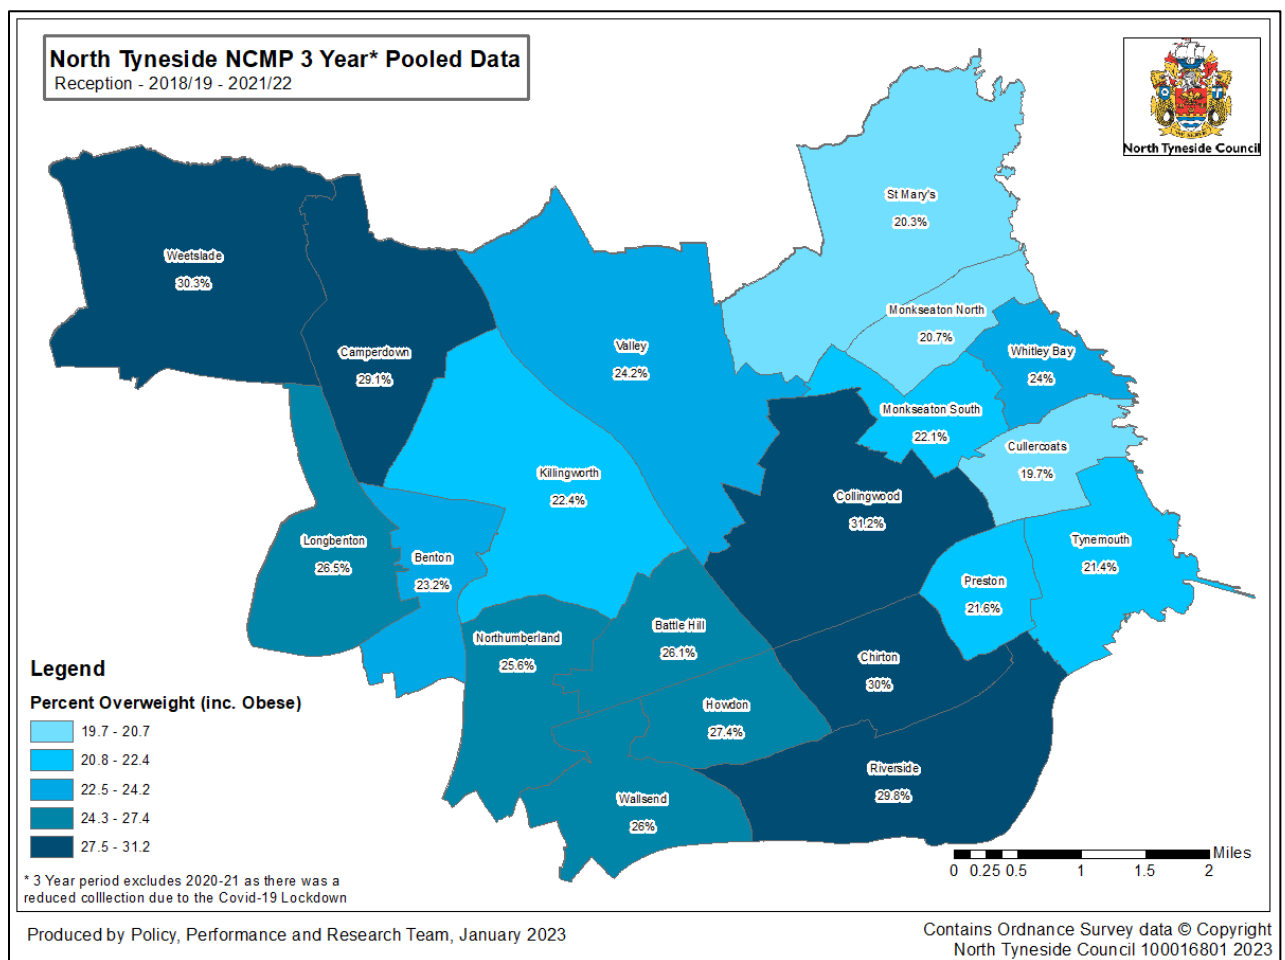 North Tyneside NCMP 3 Year* Pooled Data
Reception - 2018/19 - 2021/22
North Tyneside Council
St Mary's
20.3%
Weetslade
30.3%
Monkseaton North
20.7%
Camperdown
29.1%
Valley
24.2%
Whitley Bay
24%
Monkseaton South
22.1%
Cullercoats
19.7%
Killingworth
22.4%
Collingwood
31.2%
Longbenton
26.5%
Benton
23.2%
Tynemouth
21.4%
Preston
21.6%
Northumberland
25.6%
Battle Hill
26.1%
Chirton
30%
Howdon
27.4%
Riverside
29.8%
Wallsend
26%
Legend
Percent Overweight (inc. Obese)
19.7 - 20.7
20.8 - 22.4
22.5 - 24.2
24.3 - 27.4
27.5 - 31.2
* 3 Year period excludes 2020-21 as there was a
reduced collection due to the Covid-19 Lockdown
Miles
0 0.25 0.5 1 1.5 2
Produced by Policy, Performance and Research Team, January 2023
Contains Ordnance Survey data © Copyright
North Tyneside Council 100016801 2023